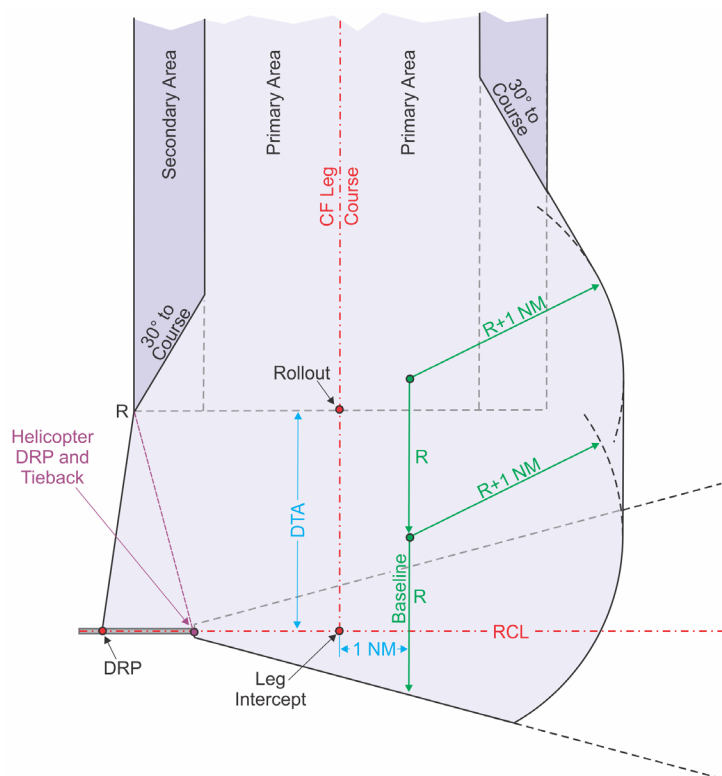 Secondary Area
Primary Area
Primary Area
30° to
Course
CF Leg
Course
30° to
Course
R+1 NM
Rollout
R
Helicopter
DRP and
Tieback
R
R+1 NM
DTA
Baseline
R
RCL
DRP
1 NM
Leg
Intercept